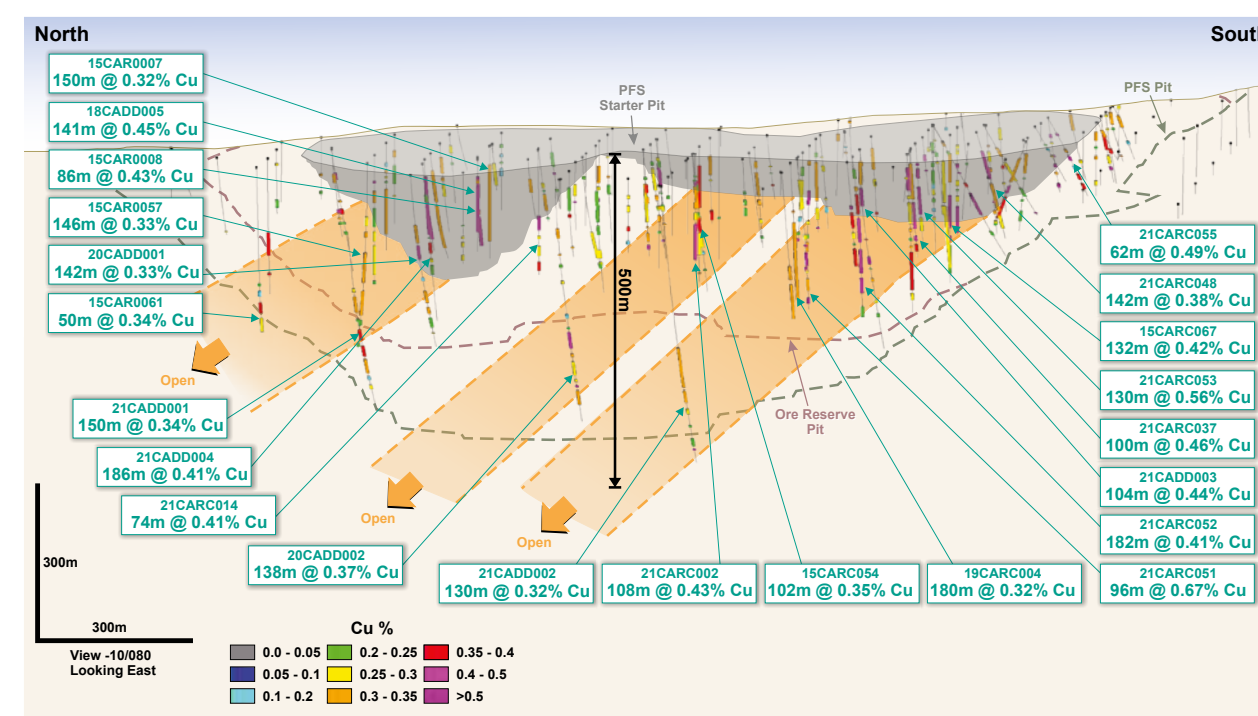 North
South
15CAR0007
150m @ 0.32% Cu
18CADD005
141m @ 0.45% Cu
15CAR0008
86m @ 0.43% Cu
15CAR0057
146m @ 0.33% Cu
20CADD001
142m @ 0.33% Cu
15CAR0061
50m @ 0.34% Cu
PFS
Starter Pit
PFS Pit
500m
Open
21CADD001
150m @ 0.34% Cu
21CADD004
186m @ 0.41% Cu
21CARC014
74m @ 0.41% Cu
20CADD002
138m @ 0.37% Cu
Open
Open
Ore Reserve
Pit
21CADD002
130m @ 0.32% Cu
21CARC002
108m @ 0.43% Cu
15CARC054
102m @ 0.35% Cu
19CARC004
180m @ 0.32% Cu
21CARC055
62m @ 0.49% Cu
21CARC048
142m @ 0.38% Cu
15CARC067
132m @ 0.42% Cu
21CARC053
130m @ 0.56% Cu
21CARC037
100m @ 0.46% Cu
21CADD003
104m @ 0.44% Cu
21CARC052
182m @ 0.41% Cu
21CARC051
96m @ 0.67% Cu
300m
300m
View -10/080
Looking East
Cu %
0.0 - 0.05
0.05 - 0.1
0.1 - 0.2
0.2 - 0.25
0.25 - 0.3
0.3 - 0.35
0.35 - 0.4
0.4 - 0.5
>0.5